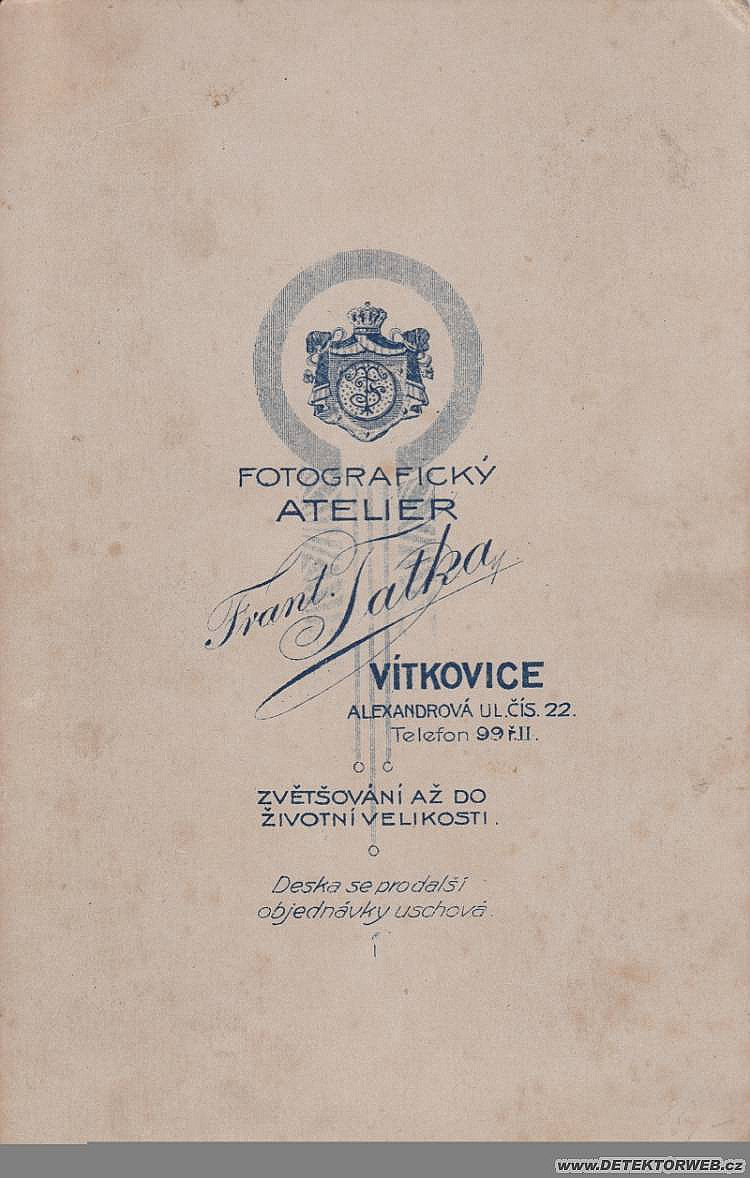 FOTOGRAFICKÝ
ATELIER
Frant. Tatka
VÍTKOVICE
ALEXANDROVÁ UL.ČÍS. 22.
Telefon 99 ř.II.
ZVĚTŠOVÁNÍ AŽ DO
ŽIVOTNÍ VELIKOSTI.
Deska se pro další
objednávky uschová.
www.DETEKTORWEB.cz